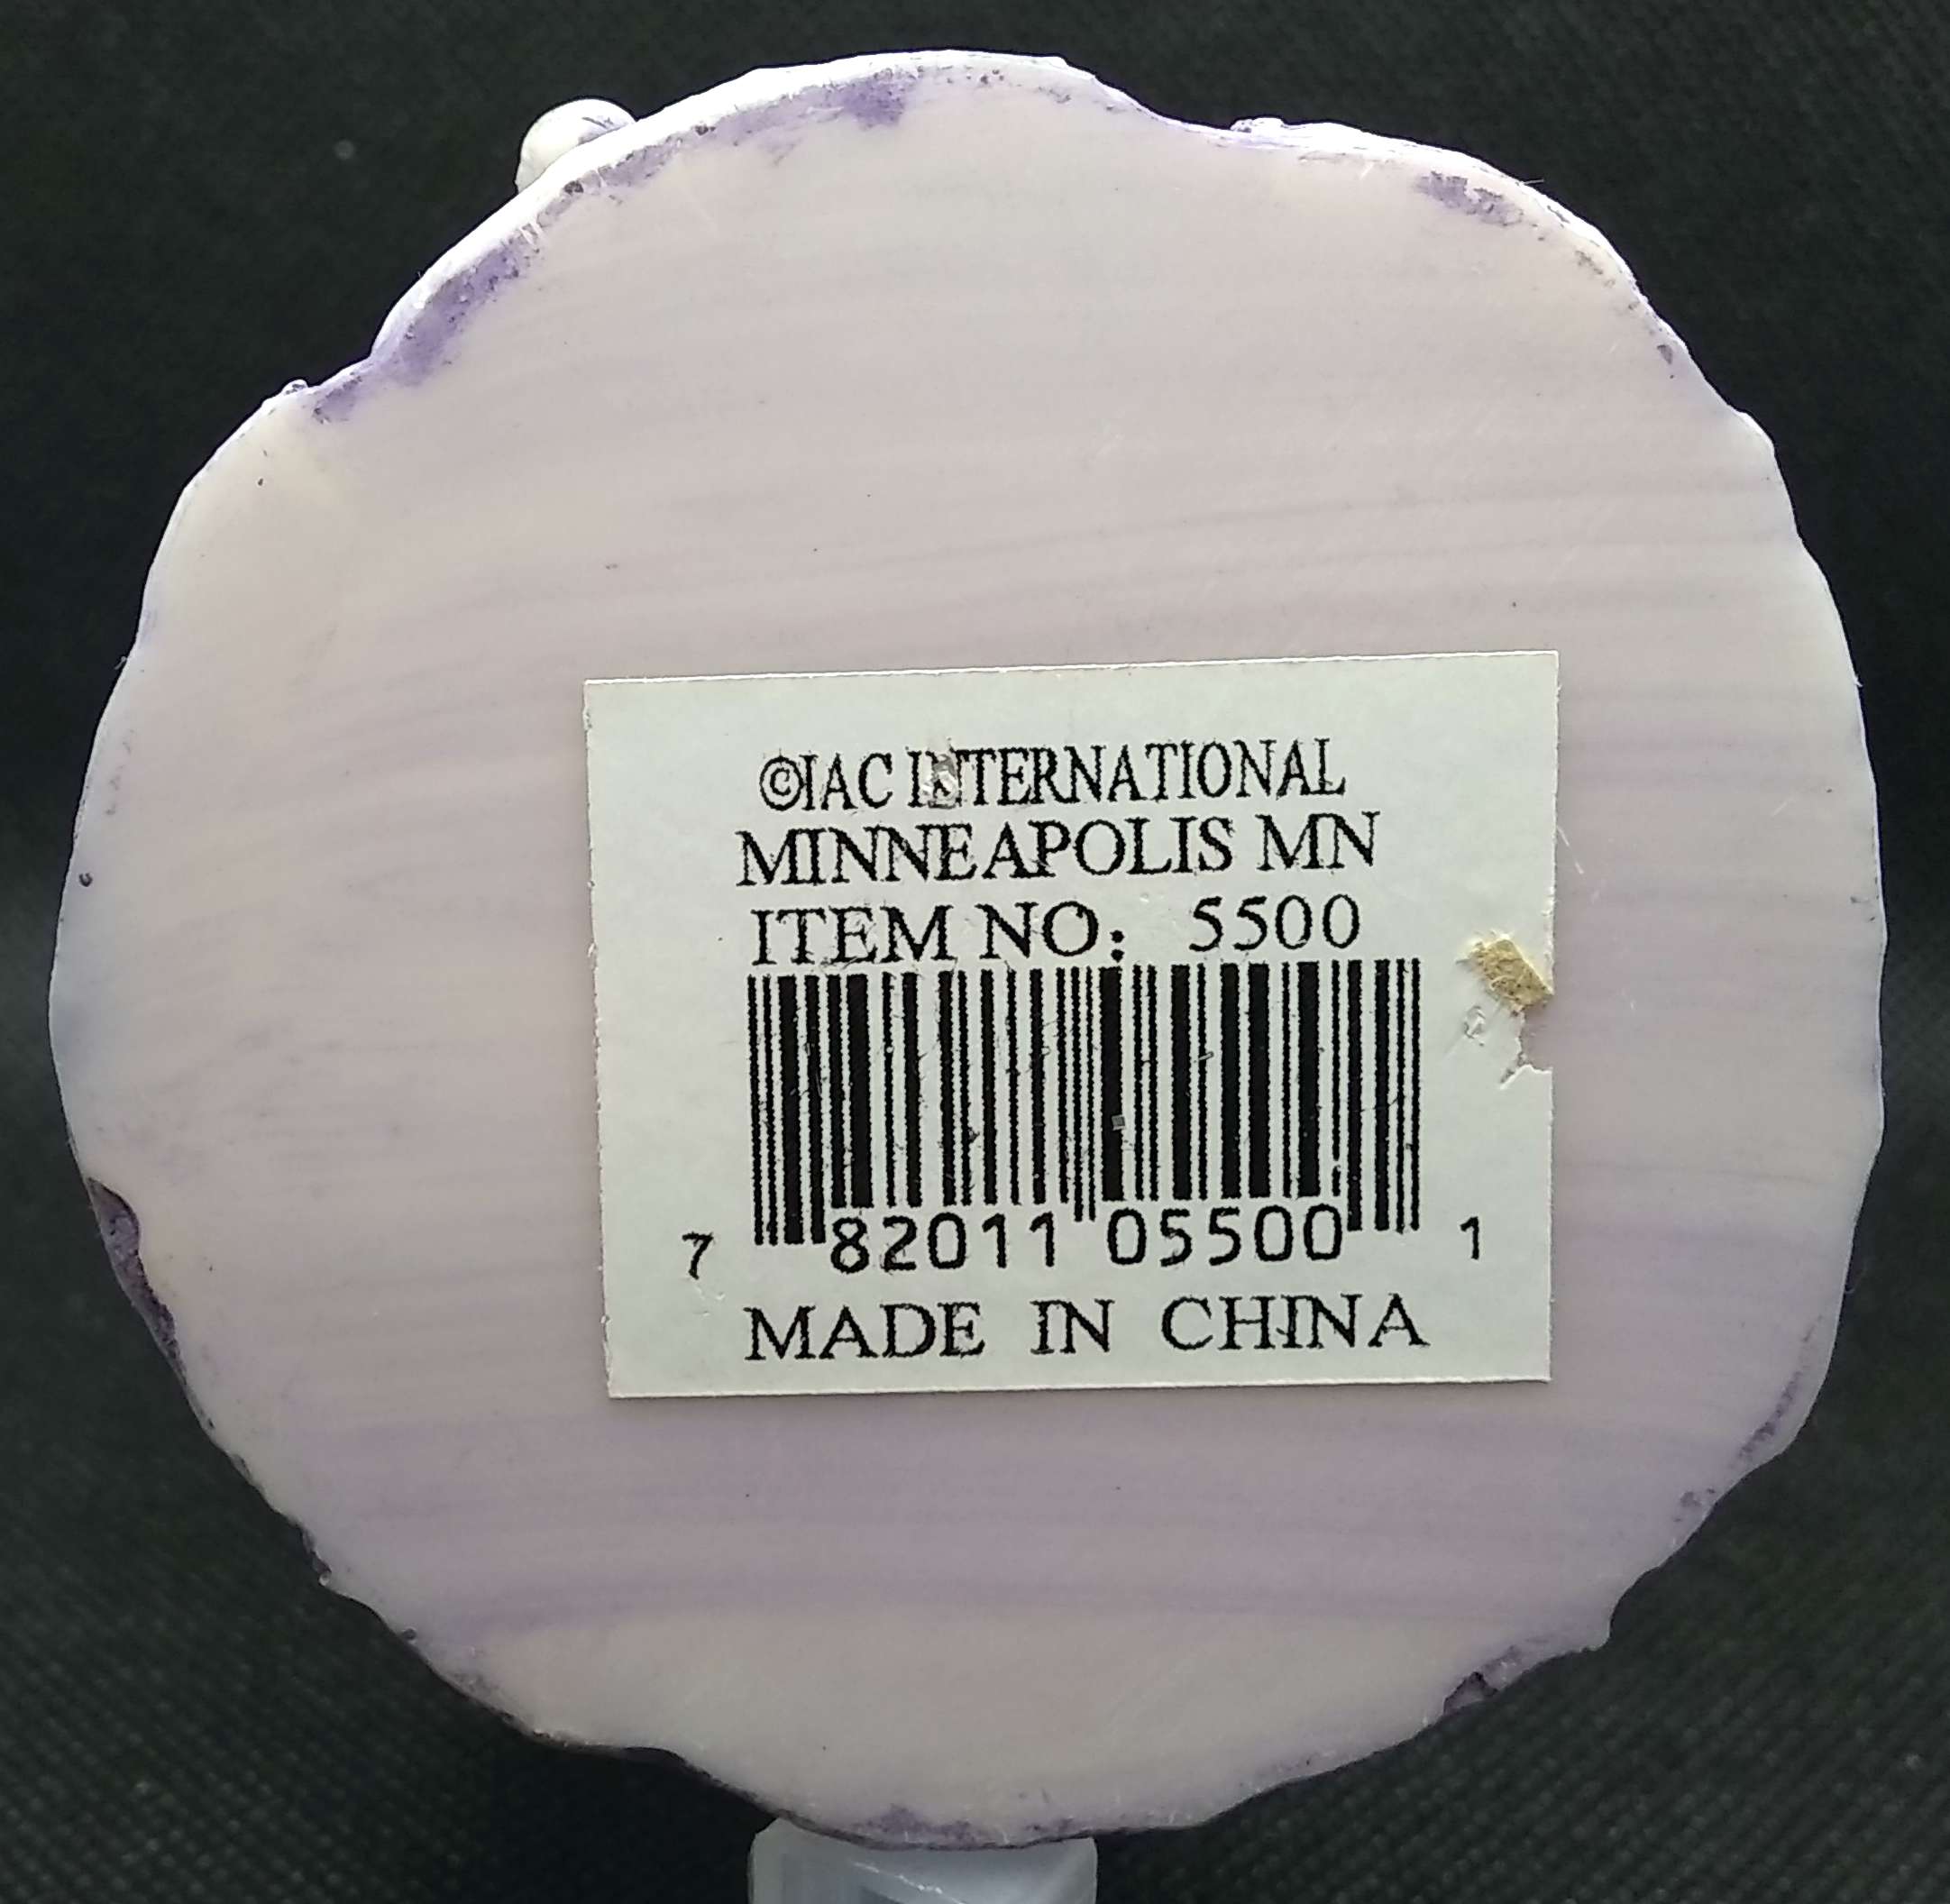 ©IAC INTERNATIONAL
MINNEAPOLIS MN
ITEM NO: 5500
7 82011 05500 1
MADE IN CHINA